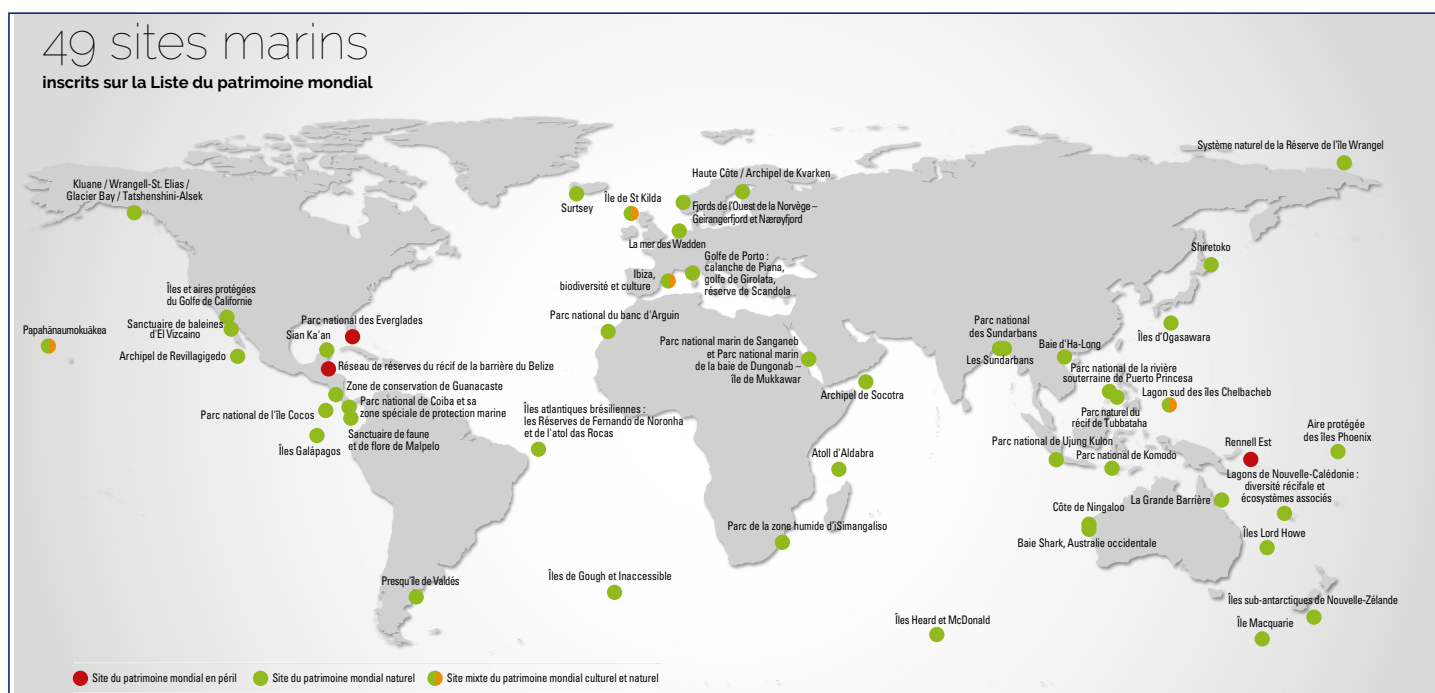 49 sites marins
inscrits sur la Liste du patrimoine mondial
Système naturel de la Réserve de l'île Wrangel
Haute Côte / Archipel de Kvarken
Kluane / Wrangell-St. Elias /
Glacier Bay / Tatshenshini-Alsek
Surtsey
Île de St Kilda
Fjords de l'Ouest de la Norvège –
Geirangerfjord et Nærøyfjord
La mer des Wadden
Shiretoko
Golfe de Porto :
calanche de Piana,
golfe de Girolata,
réserve de Scandola
Ibiza,
biodiversité et culture
Îles et aires protégées
du Golfe de Californie
Sanctuaire de baleines
d'El Vizcaino
Archipel de Revillagigedo
Papahānaumokuākea
Parc national des Everglades
Sian Ka'an
Réseau de réserves du récif de la barrière du Belize
Parc national du banc d'Arguin
Parc national marin de Sanganeb
et Parc national marin
de la baie de Dungonab –
île de Mukkawar
Archipel de Socotra
Parc national
des Sundarbans
Les Sundarbans
Baie d'Ha-Long
Îles d'Ogasawara
Parc national de la rivière
souterraine de Puerto Princesa
Lagon sud des îles Chelbacheb
Parc naturel du
récif de Tubbataha
Zone de conservation de Guanacaste
Parc national de Coiba et sa
zone spéciale de protection marine
Parc national de l'île Cocos
Îles Galápagos
Sanctuaire de faune
et de flore de Malpelo
Îles atlantiques brésiliennes :
les Réserves de Fernando de Noronha
et de l'atol das Rocas
Atoll d'Aldabra
Parc national de Ujung Kulon
Parc national de Komodo
Rennell Est
Aire protégée
des îles Phoenix
Lagons de Nouvelle-Calédonie :
diversité récifale et
écosystèmes associés
La Grande Barrière
Côte de Ningaloo
Baie Shark, Australie occidentale
Îles Lord Howe
Parc de la zone humide d'iSimangaliso
Presqu'île de Valdés
Îles de Gough et Inaccessible
Îles Heard et McDonald
Îles sub-antarctiques de Nouvelle-Zélande
Île Macquarie
Site du patrimoine mondial en péril
Site du patrimoine mondial naturel
Site mixte du patrimoine mondial culturel et naturel